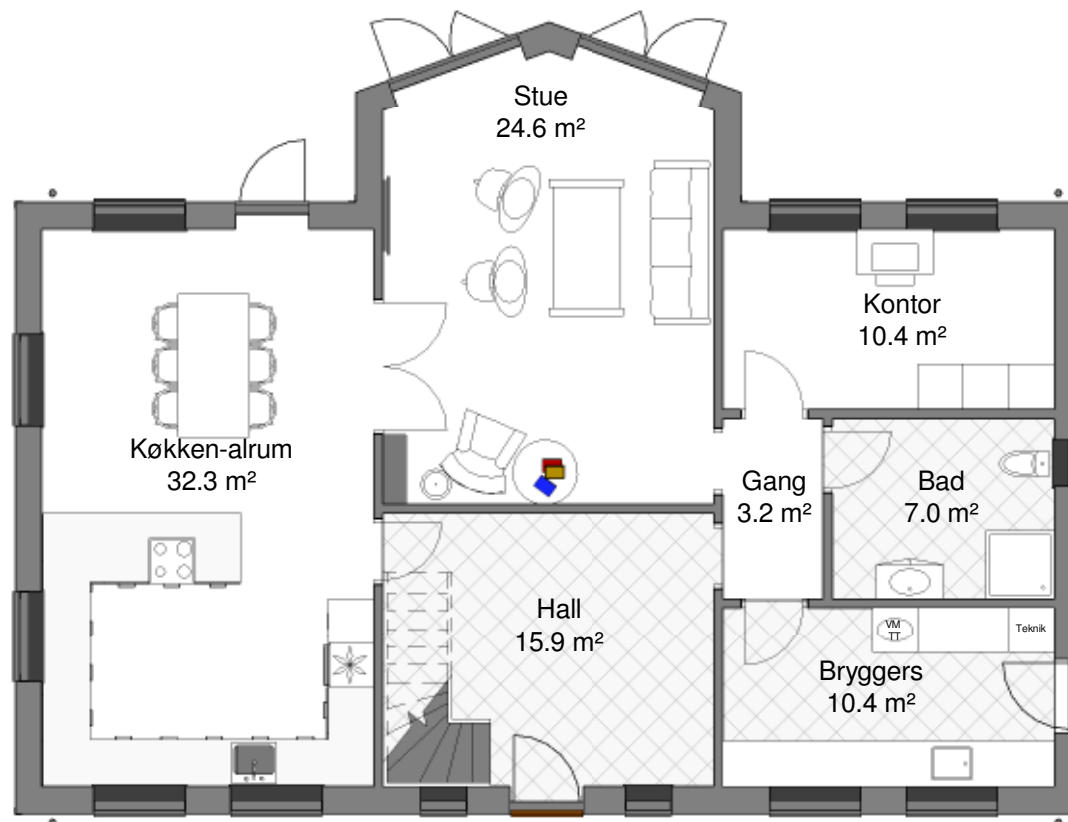 Stue
24.6 m²
Kontor
10.4 m²
Køkken-alrum
32.3 m²
Gang
3.2 m²
Bad
7.0 m²
Hall
15.9 m²
VM
TT
Teknik
Bryggers
10.4 m²